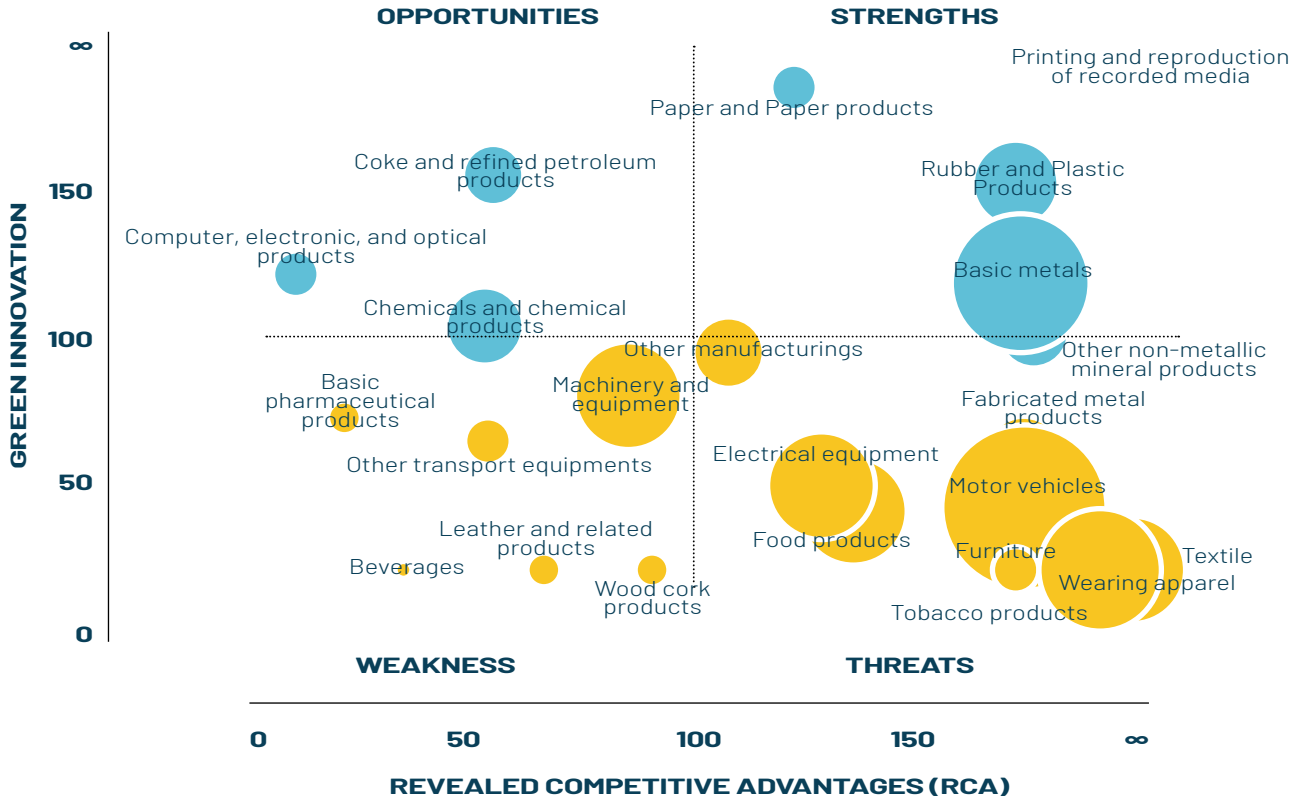 OPPORTUNITIES
STRENGTHS
∞
Printing and reproduction
of recorded media
Paper and Paper products
Coke and refined petroleum
products
Rubber and Plastic
Products
150
Computer, electronic, and optical
products
Basic metals
Chemicals and chemical
products
100
Other manufacturings
Other non-metallic
mineral products
Basic
pharmaceutical
products
Machinery and
equipment
Fabricated metal
products
GREEN INNOVATION
Electrical equipment
Other transport equipments
50
Motor vehicles
Leather and related
products
Food products
Furniture
Textile
Beverages
Wearing apparel
Wood cork
products
Tobacco products
0
WEAKNESS
THREATS
0
50
100
150
∞
REVEALED COMPETITIVE ADVANTAGES (RCA)